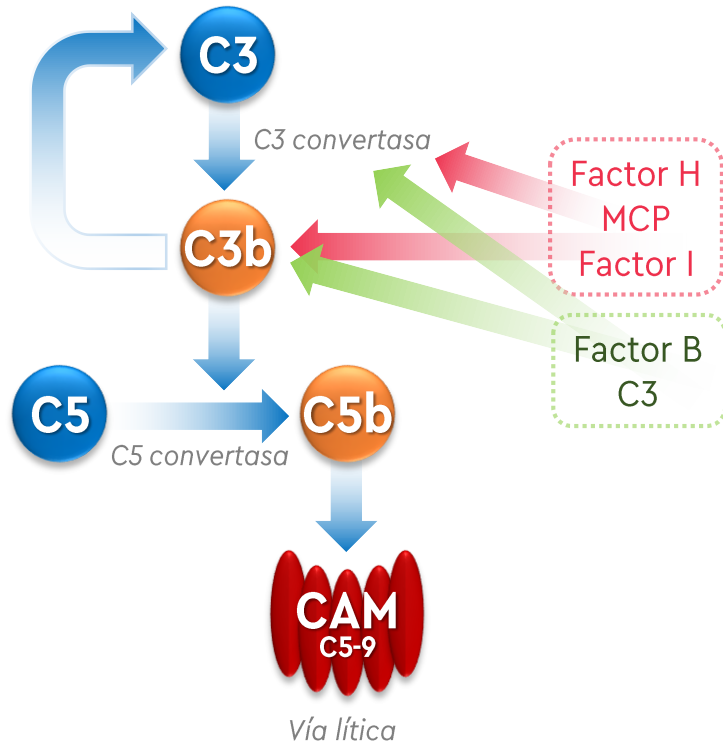 C3
C3 convertasa
Factor H
MCP
Factor I
C3b
Factor B
C3
C5
C5b
C5 convertasa
CAM
C5-9
Vía lítica